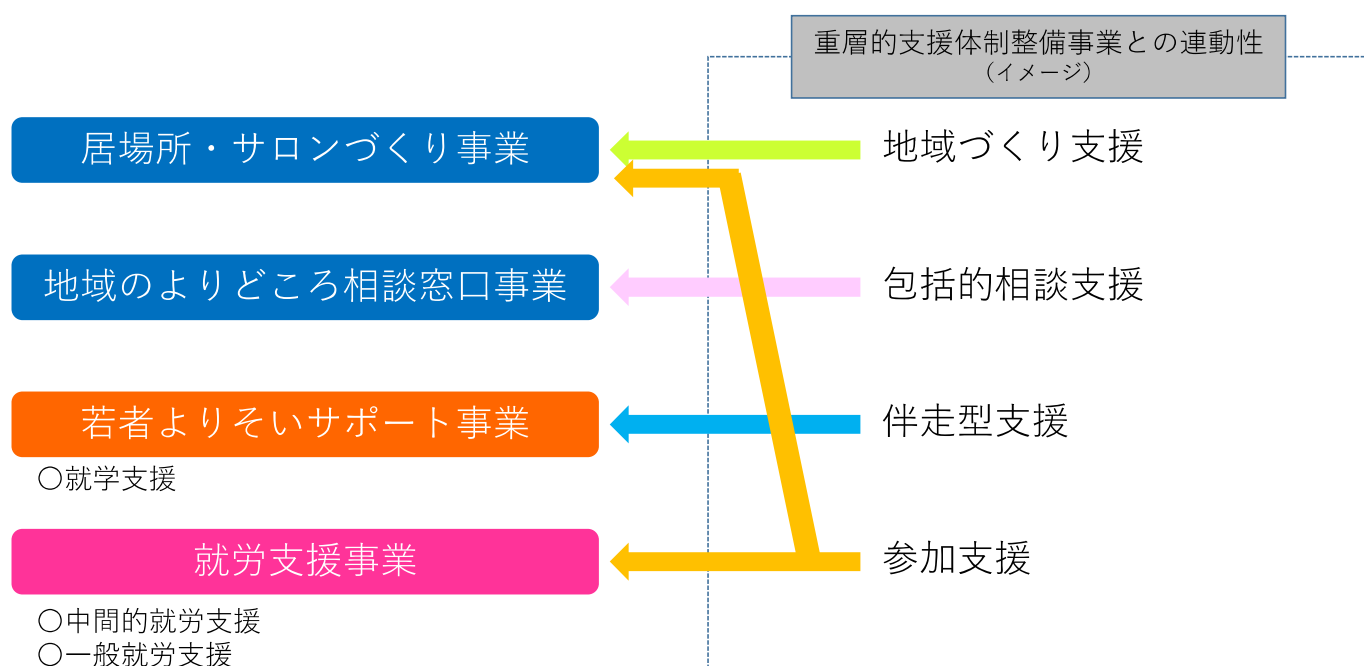 重層的支援体制整備事業との連動性
（イメージ）
居場所・サロンづくり事業
地域づくり支援
地域のよりどころ相談窓口事業
包括的相談支援
若者よりそいサポート事業
伴走型支援
〇就学支援
就労支援事業
参加支援
〇中間的就労支援
〇一般就労支援